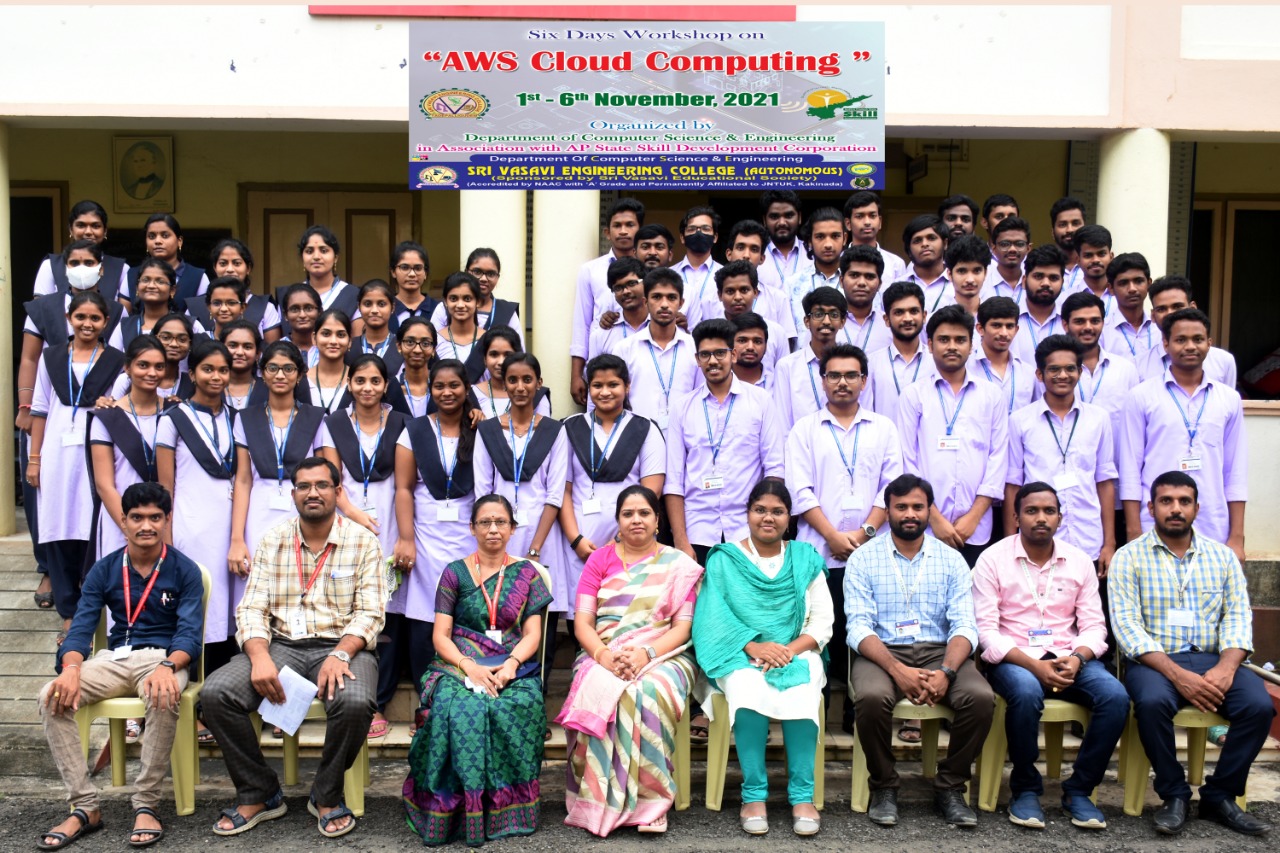 Six Days Workshop on
“AWS Cloud Computing ”
1st - 6th November, 2021
skill
Organized by
Department of Computer Science & Engineering
in Association with AP State Skill Development Corporation
Department Of Computer Science & Engineering
SRI VASAVI ENGINEERING COLLEGE (AUTONOMOUS)
(Sponsored by Sri Vasavi Educational Society)
(Accredited by NAAC with 'A' Grade and Permanently Affiliated to JNTUK, Kakinada)